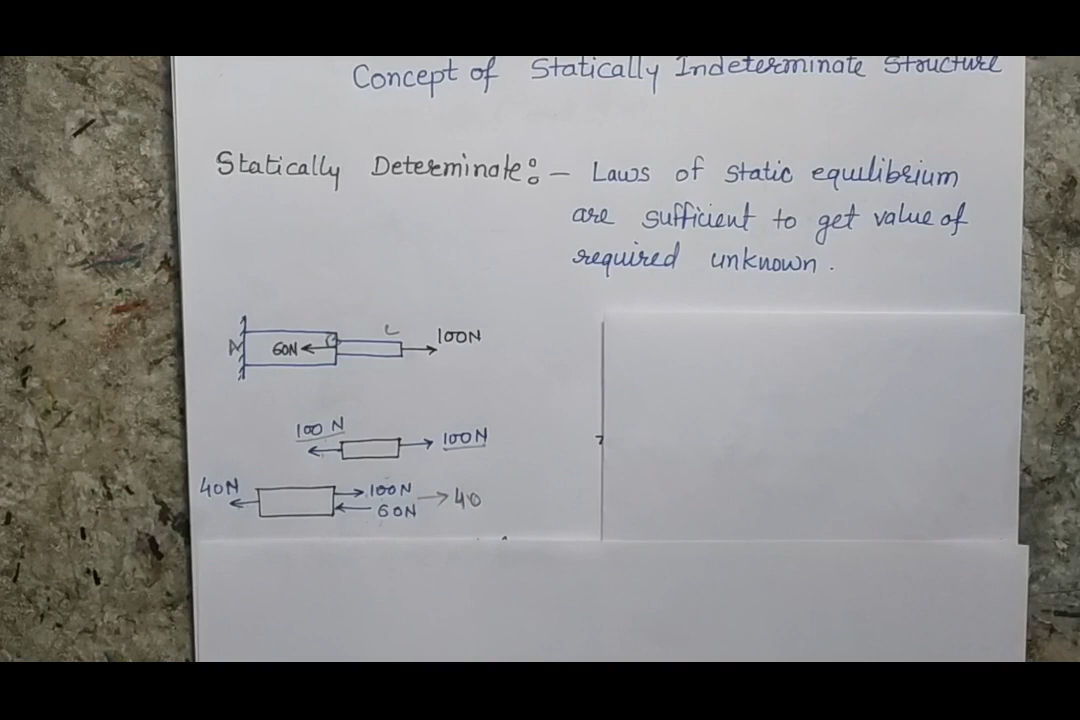 Concept of Statically Indeterminate Structure
Statically Determinate:- Laws of static equilibrium
are sufficient to get value of
required unknown.
60N 100N
100 N 100N
40N 100N → 40
60N